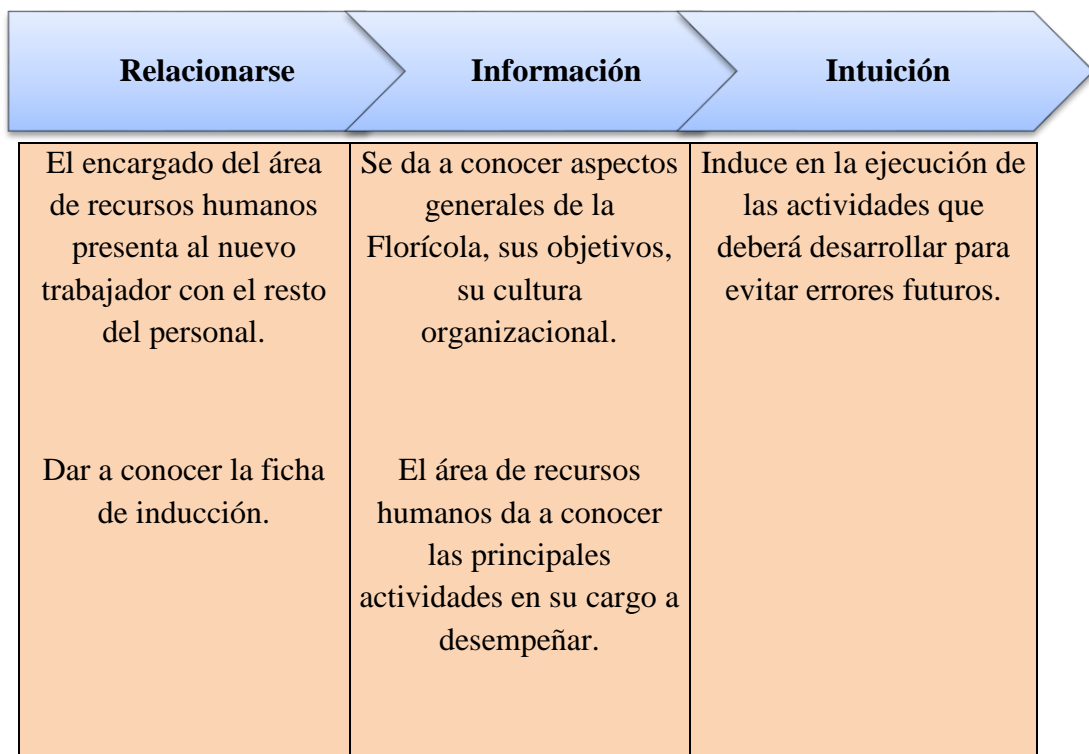 Relacionarse
Información
Intuición
El encargado del área
de recursos humanos
presenta al nuevo
trabajador con el resto
del personal.
Dar a conocer la ficha
de inducción.
Se da a conocer aspectos
generales de la
Florícola, sus objetivos,
su cultura
organizacional.
El área de recursos
humanos da a conocer
las principales
actividades en su cargo a
desempeñar.
Induce en la ejecución de
las actividades que
deberá desarrollar para
evitar errores futuros.